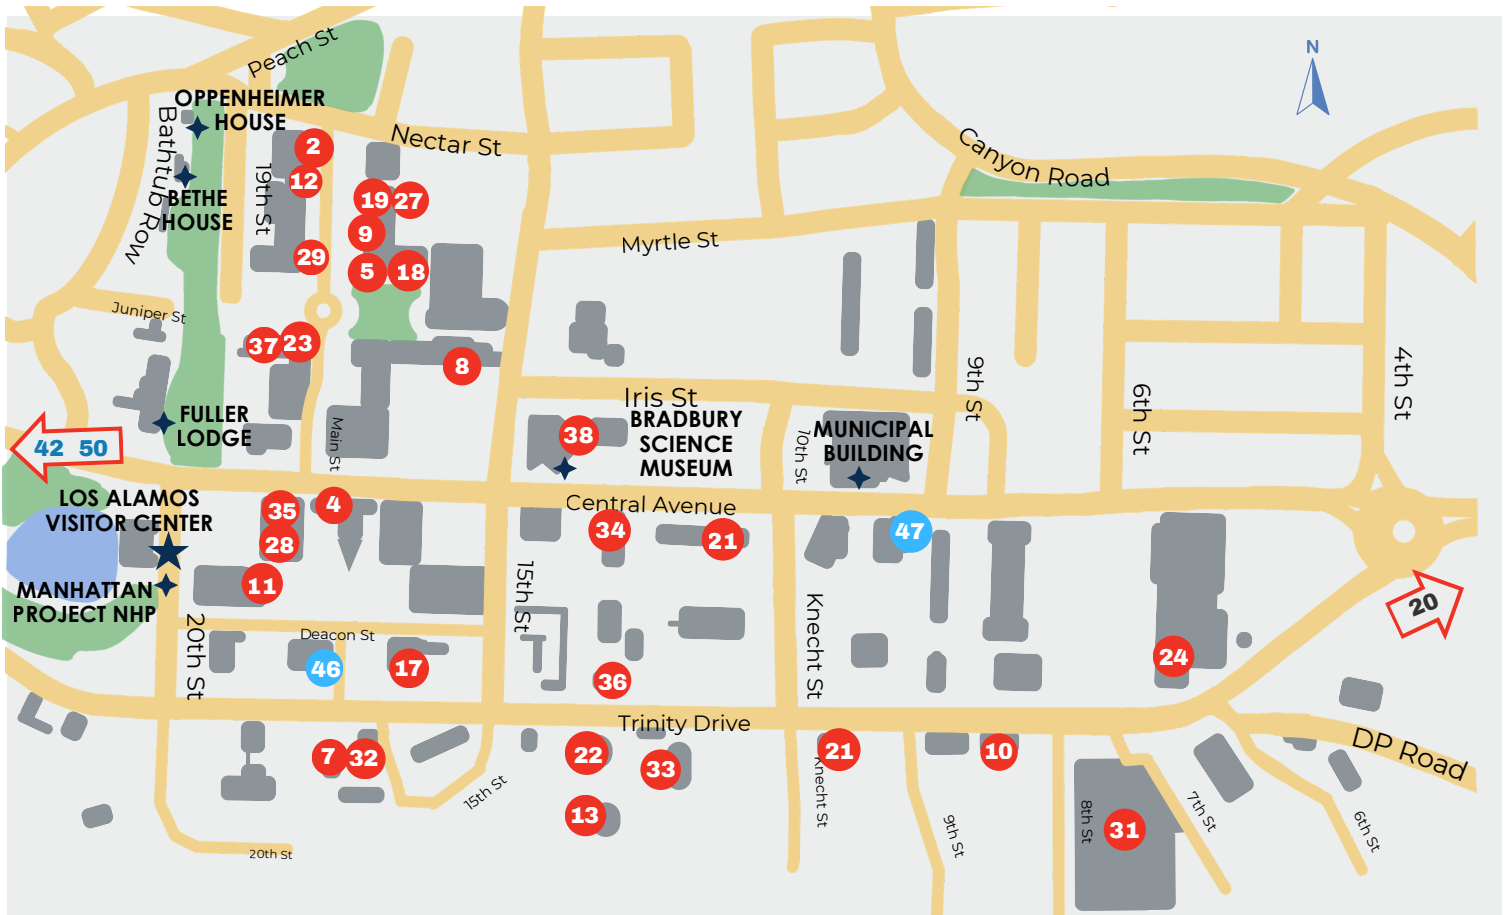 Peach St
N
OPPENHEIMER
HOUSE
Bathtub Row
Nectar St
Canyon Road
2
12
19th St
BETHE
HOUSE
19
27
9
Myrtle St
29
5
18
Juniper St
37
23
8
9th St
4th St
6th St
Iris St
FULLER
LODGE
Main St
38
BRADBURY
SCIENCE
MUSEUM
10th St
MUNICIPAL
BUILDING
42 50
LOS ALAMOS
VISITOR CENTER
35
4
Central Avenue
34
21
47
28
MANHATTAN
PROJECT NHP
11
15th St
Knecht St
20
20th St
Deacon St
46
17
36
24
Trinity Drive
7
32
22
33
21
10
DP Road
15th St
Knecht St
13
9th St
8th St
31
7th St
6th St
20th St